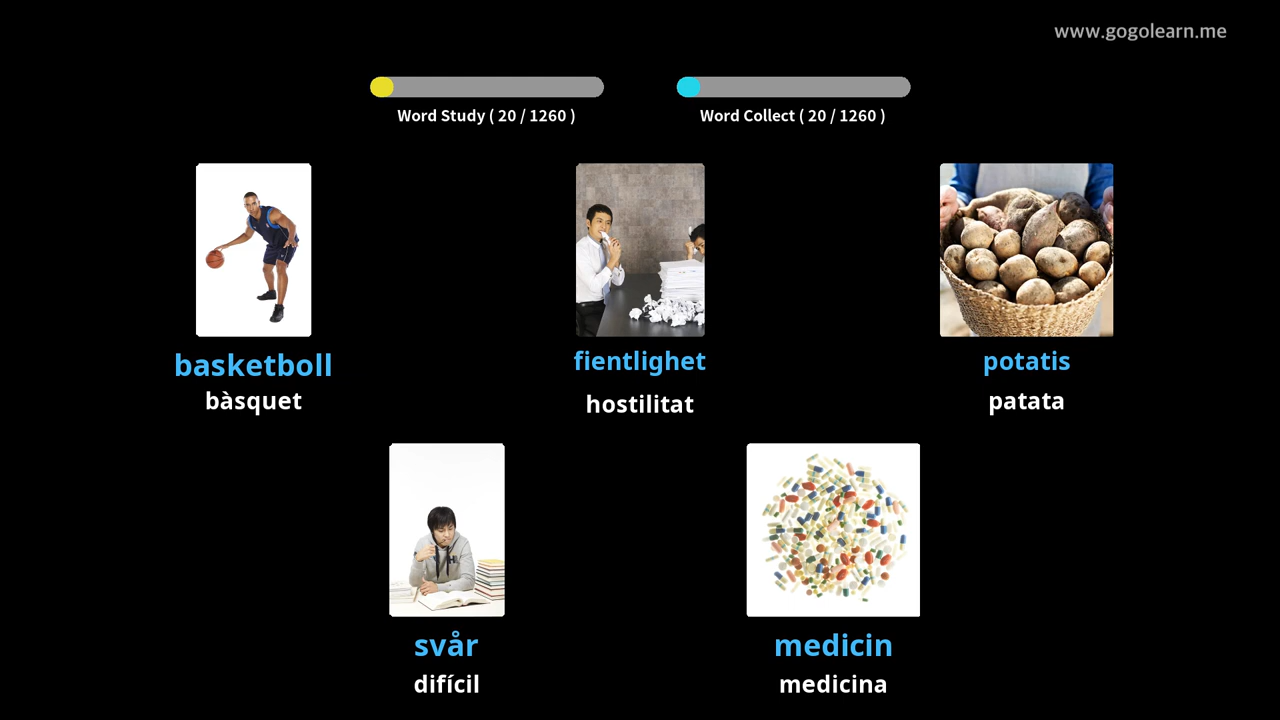 www.gogolearn.me
Word Study ( 20 / 1260 )
Word Collect ( 20 / 1260 )
basketboll
bàsquet
fientlighet
hostilitat
potatis
patata
svår
difícil
medicin
medicina